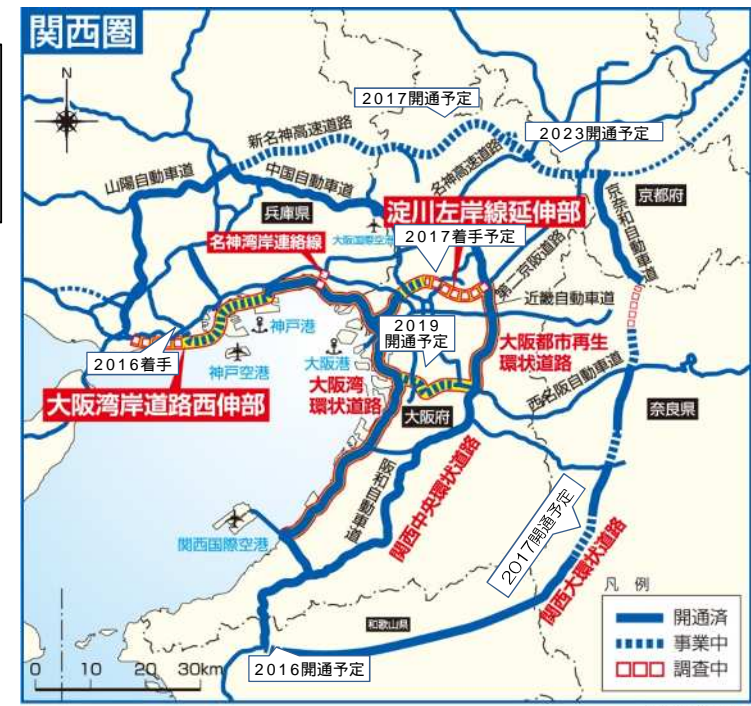 関西圏
N
2017開通予定
新名神高速道路
2023開通予定
名神高速道路
山陽自動車道
中国自動車道
京都府
兵庫県
淀川左岸線延伸部
大阪国際空港
2017着手予定
京奈和自動車道
名神湾岸連絡線
第二京阪道路
近畿自動車道
神戸港
2019
開通予定
大阪港
2016着手
神戸空港
大阪都市再生
環状道路
大阪湾岸道路西伸部
大阪湾
環状道路
西名阪自動車道
大阪府
奈良県
阪和自動車道
関西中央環状道路
関西国際空港
2017開通予定
関西大環状道路
凡 例
開通済
事業中
調査中
和歌山県
2016開通予定
0 10 20 30km